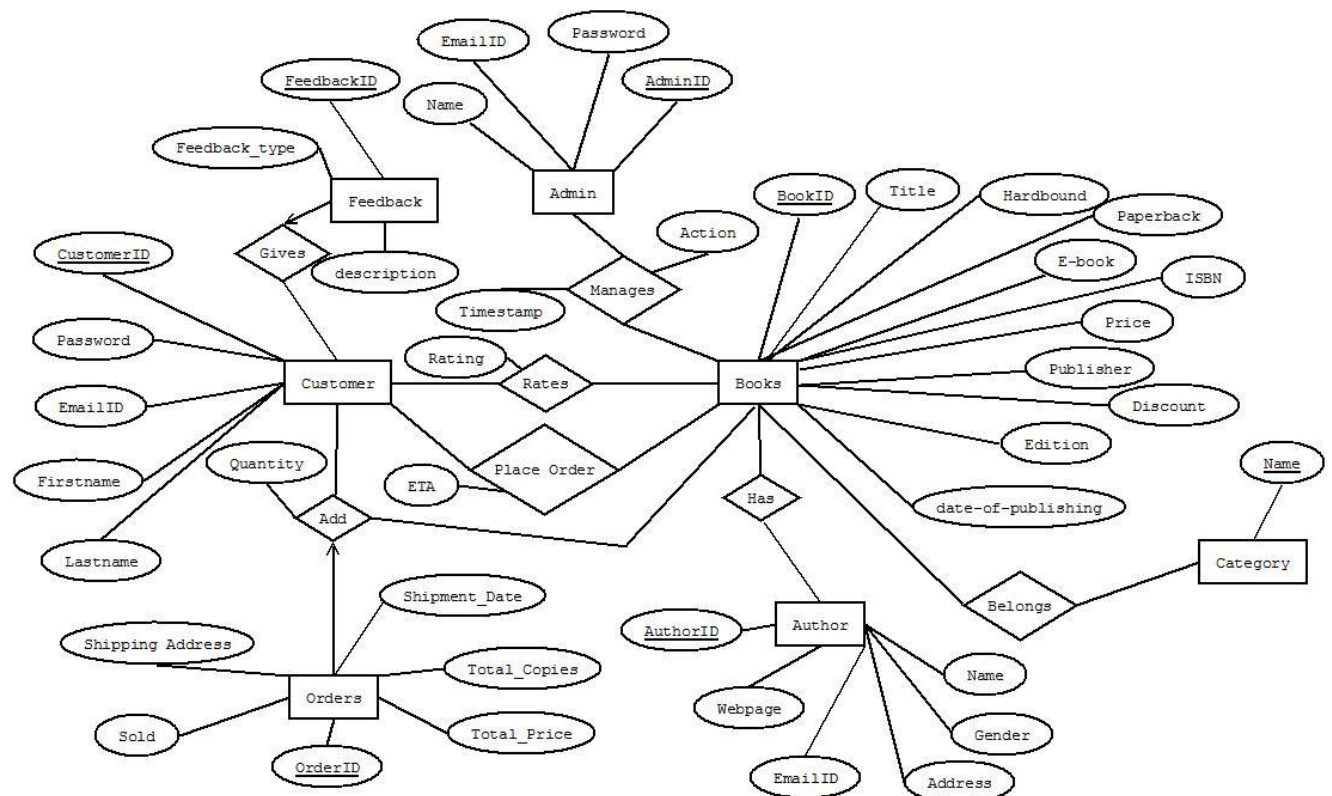 Password
EmailID
FeedbackID
AdminID
Name
Feedback_type
Admin
Feedback
BookID
Title
Hardbound
Paperback
Action
CustomerID
Gives
description
Manages
E-book
ISBN
Timestamp
Price
Password
Rating
Publisher
Customer
Rates
Books
EmailID
Discount
Edition
Quantity
Place Order
Name
Firstname
ETA
Has
date-of-publishing
Add
Lastname
Category
Shipment_Date
Belongs
Shipping Address
AuthorID
Author
Total_Copies
Name
Orders
Webpage
Sold
Total_Price
Gender
OrderID
EmailID
Address